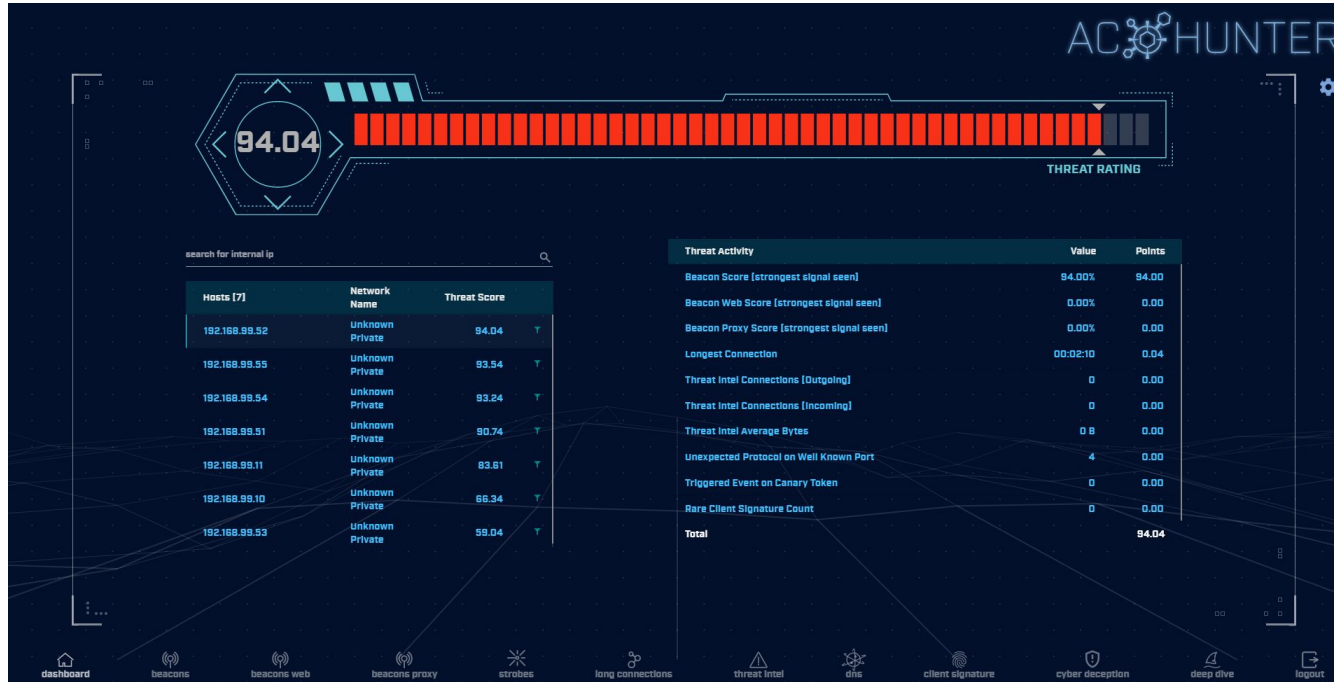 AC HUNTER
94.04
THREAT RATING
search for internal ip
Hosts [7] Network Name Threat Score
192.168.99.52 Unknown Private 94.04
192.168.99.55 Unknown Private 93.54
192.168.99.54 Unknown Private 93.24
192.168.99.51 Unknown Private 90.74
192.168.99.11 Unknown Private 83.61
192.168.99.10 Unknown Private 66.34
192.168.99.53 Unknown Private 59.04
Threat Activity Value Points
Beacon Score [strongest signal seen] 94.00% 94.00
Beacon Web Score [strongest signal seen] 0.00% 0.00
Beacon Proxy Score [strongest signal seen] 0.00% 0.00
Longest Connection 00:02:10 0.04
Threat Intel Connections [Outgoing] 0 0.00
Threat Intel Connections [Incoming] 0 0.00
Threat Intel Average Bytes 0 B 0.00
Unexpected Protocol on Well Known Port 4 0.00
Triggered Event on Canary Token 0 0.00
Rare Client Signature Count 0 0.00
Total 94.04
dashboard beacons beacons web beacons proxy strobes long connections threat intel dns client signature cyber deception deep dive logout